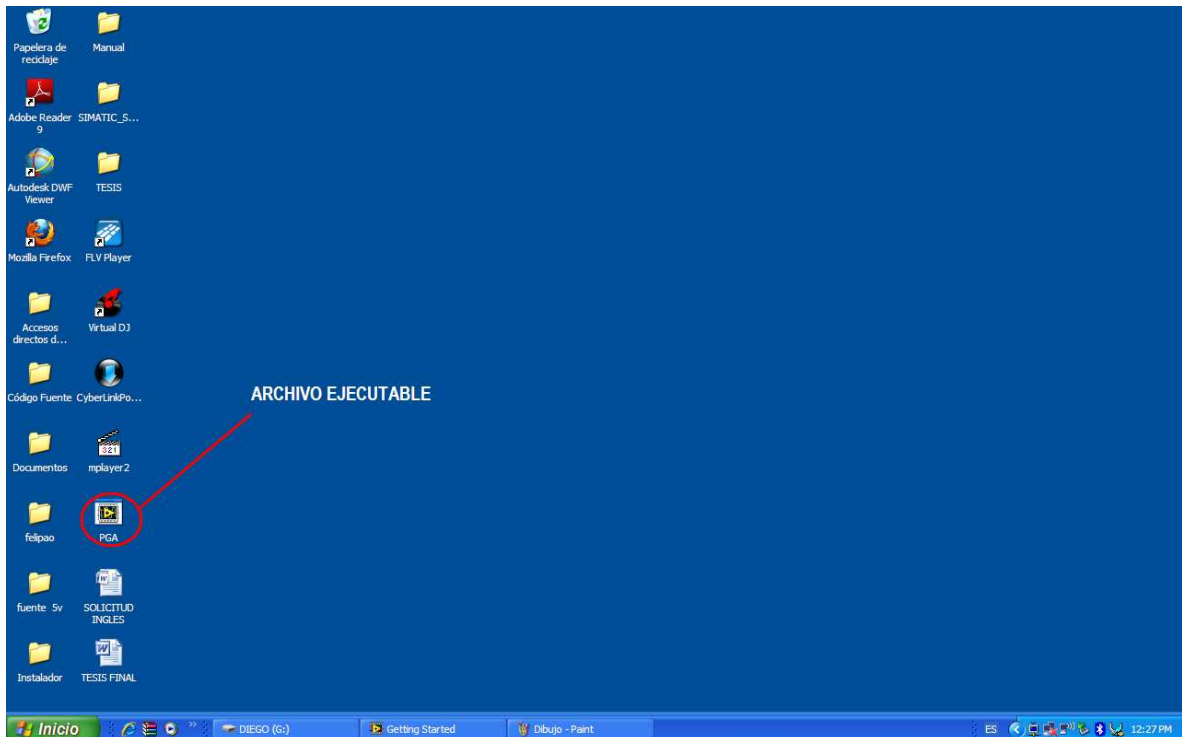 Papelera de
reciclaje
Manual
Adobe Reader
9
SIMATIC_S...
Autodesk DWF
Viewer
TESIS
Mozilla Firefox
FLV Player
Accesos
directos d...
Virtual DJ
Código Fuente
CyberLinkPo...
ARCHIVO EJECUTABLE
Documentos
321
mplayer2
felipao
PGA
fuente 5v
SOLICITUD
INGLES
Instalador
TESIS FINAL
Inicio
DIEGO (G:)
Getting Started
Dibujo - Paint
ES
12:27 PM